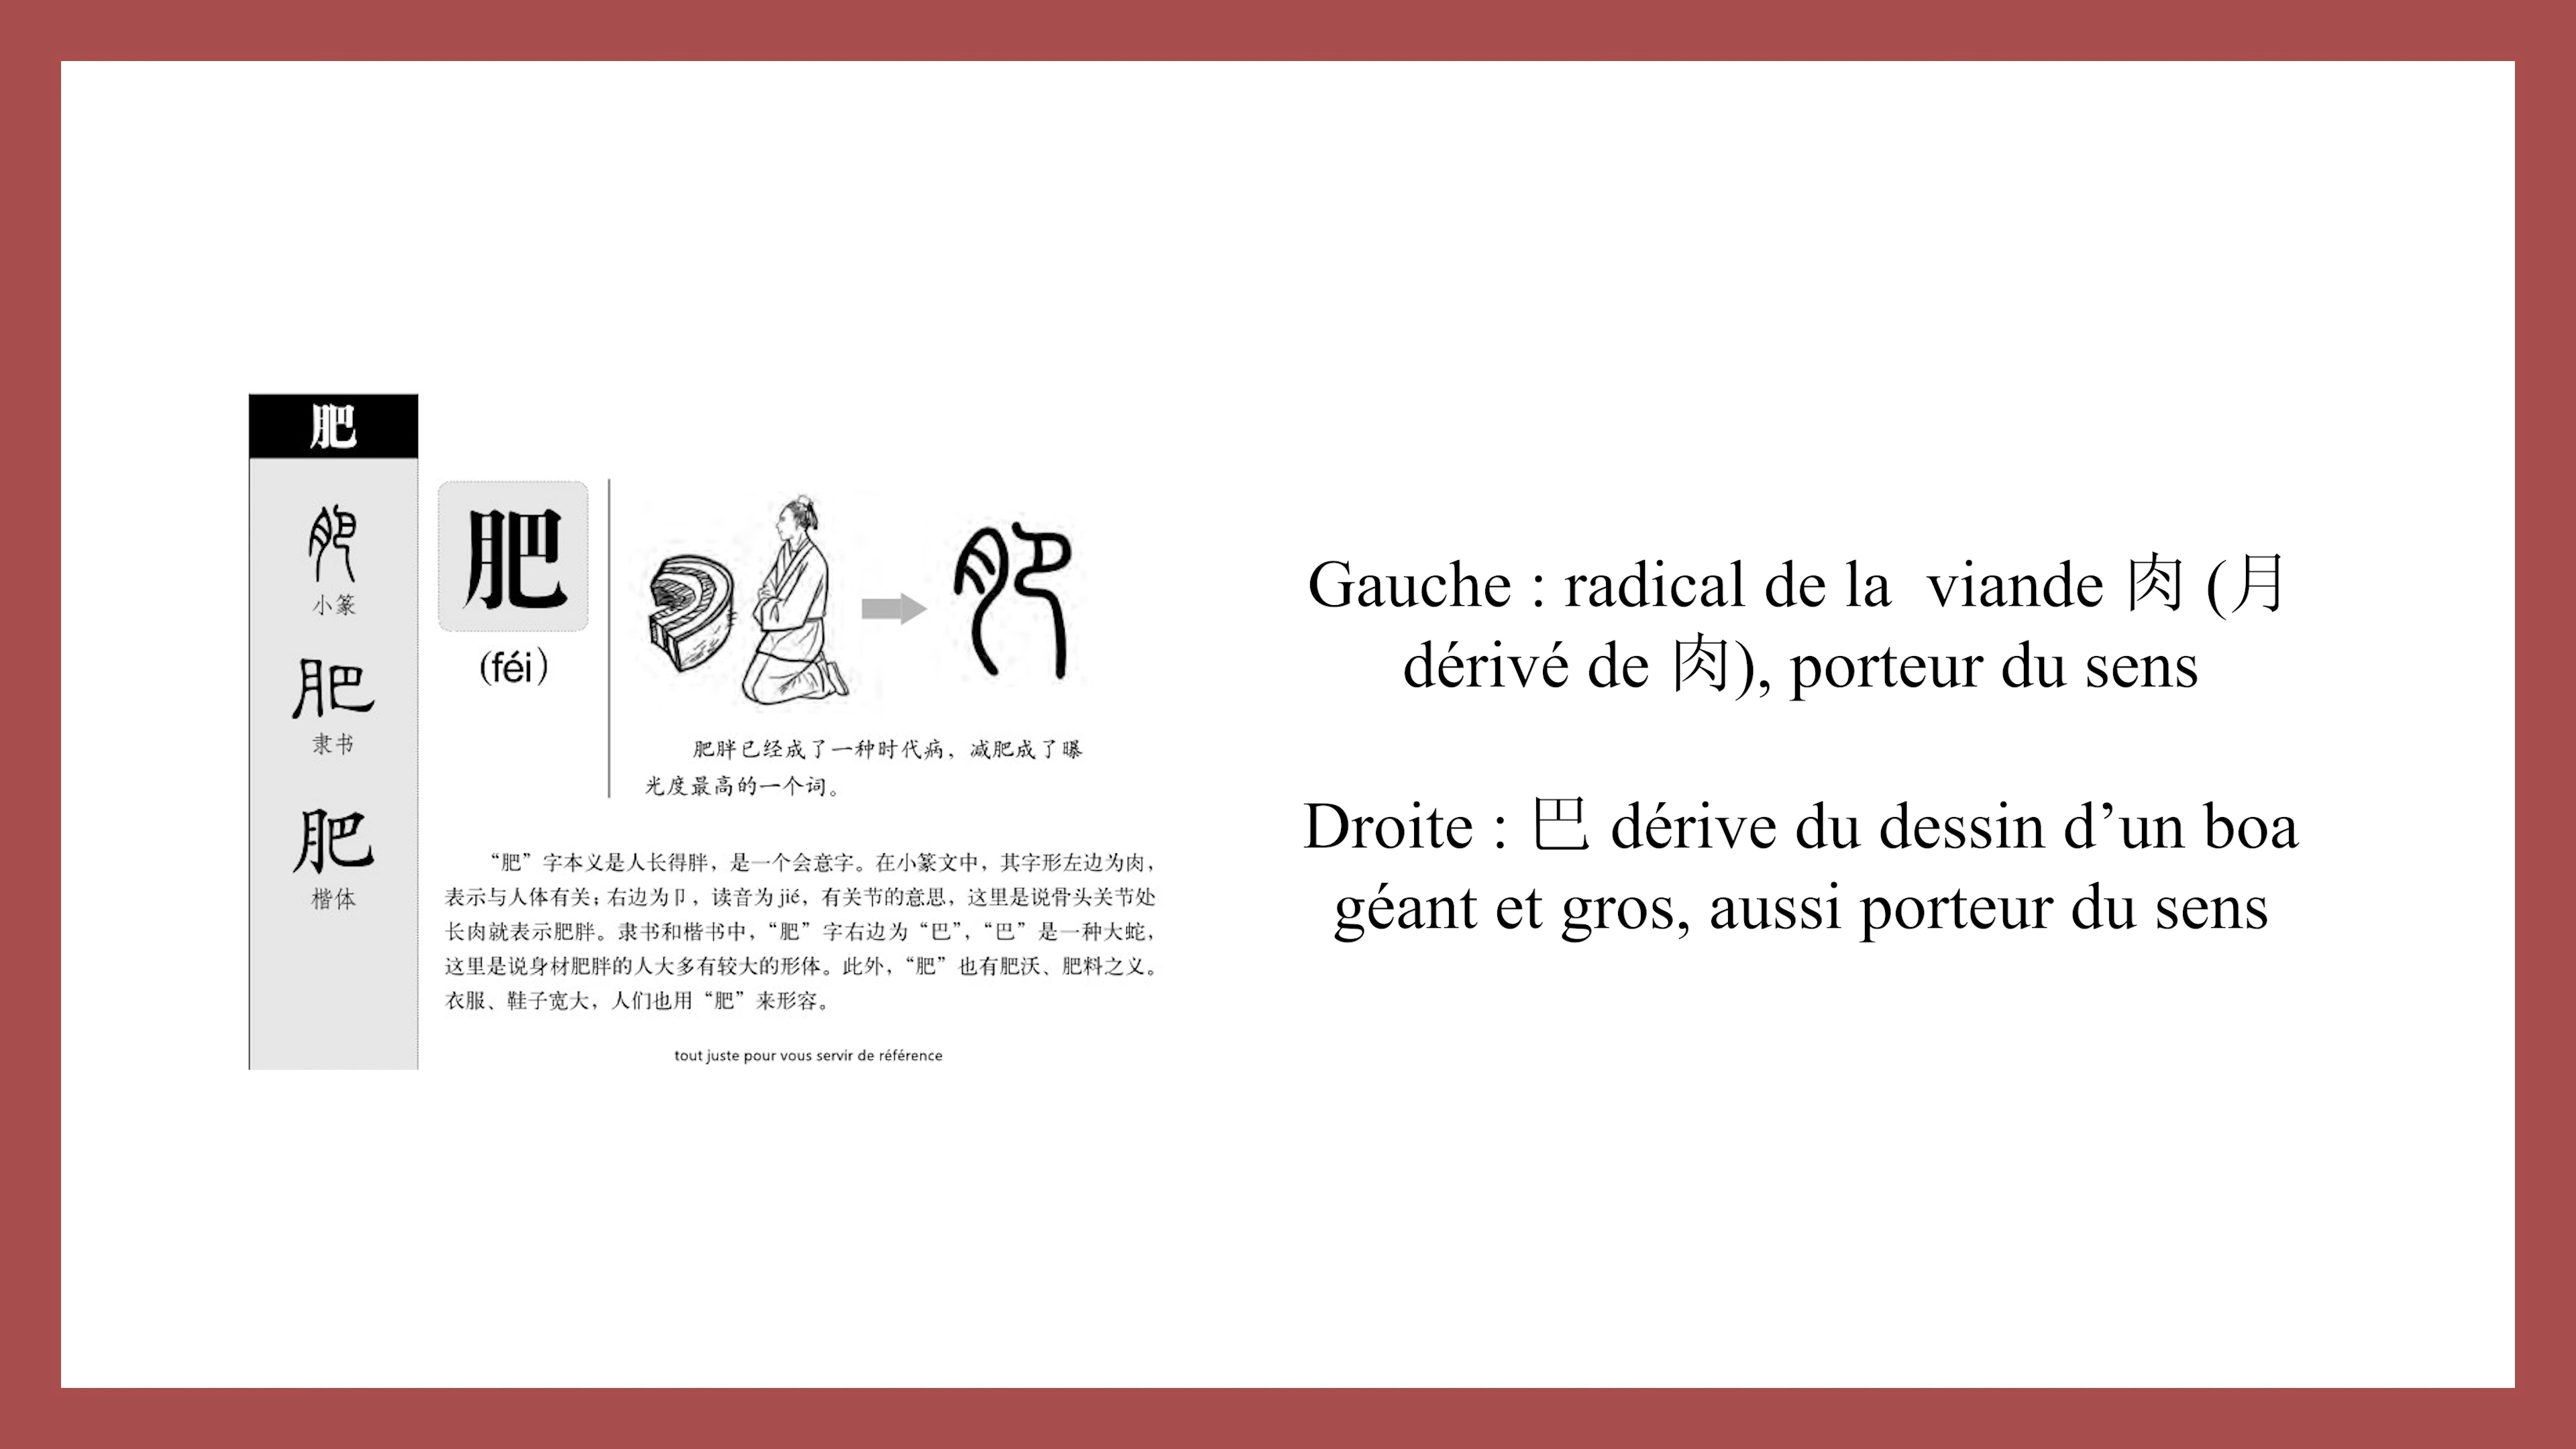 肥
小篆
肥
隶书
肥
楷体
肥
(féi)
肥胖已经成了一种时代病，减肥成了曝
光度最高的一个词。
“肥”字本义是人长得胖，是一个会意字。在小篆文中，其字形左边为肉，
表示与人体有关；右边为卩，读音为 jié，有关节的意思，这里是说骨头关节处
长肉就表示肥胖。隶书和楷书中，“肥”字右边为“巴”，“巴”是一种大蛇，
这里是说身材肥胖的人大多有较大的形体。此外，“肥”也有肥沃、肥料之义。
衣服、鞋子宽大，人们也用“肥”来形容。
tout juste pour vous servir de référence
Gauche : radical de la  viande 肉 (月
dérivé de 肉), porteur du sens
Droite : 巴 dérive du dessin d’un boa
géant et gros, aussi porteur du sens